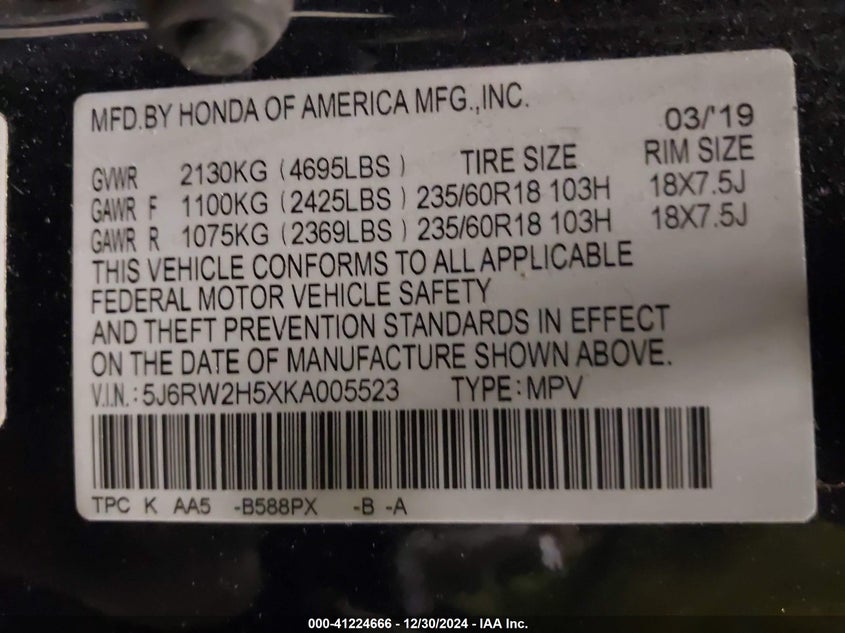 MFD.BY HONDA OF AMERICA MFG.,INC.
03/'19
GVWR 2130KG (4695LBS) TIRE SIZE RIM SIZE
GAWR F 1100KG (2425LBS) 235/60R18 103H 18X7.5J
GAWR R 1075KG (2369LBS) 235/60R18 103H 18X7.5J
THIS VEHICLE CONFORMS TO ALL APPLICABLE
FEDERAL MOTOR VEHICLE SAFETY
AND THEFT PREVENTION STANDARDS IN EFFECT
ON THE DATE OF MANUFACTURE SHOWN ABOVE.
V.I.N.: 5J6RW2H5XKA005523 TYPE: MPV
TPC K AA5 -B588PX -B -A
000-41224666 - 12/30/2024 - IAA Inc.